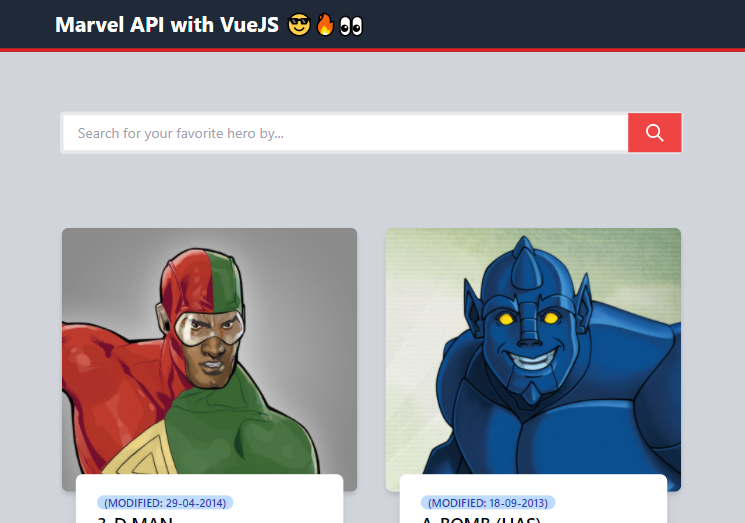 Marvel API with VueJS 😎🔥👀
Search for your favorite hero by...
(MODIFIED: 29-04-2014)
3-D MAN
(MODIFIED: 18-09-2013)
A-BOMB (HAS)